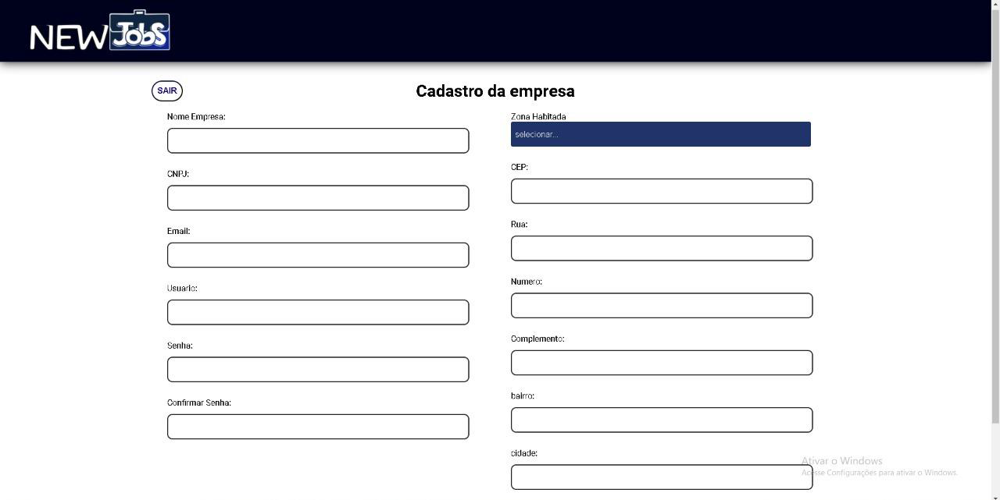 NEW JobS
SAIR
Cadastro da empresa
Nome Empresa:
CNPJ:
Email:
Usuario:
Senha:
Confirmar Senha:
Zona Habitada
selecionar...
CEP:
Rua:
Numero:
Complemento:
bairro:
cidade:
Ativar o Windows
Acesse Configurações para ativar o Windows.